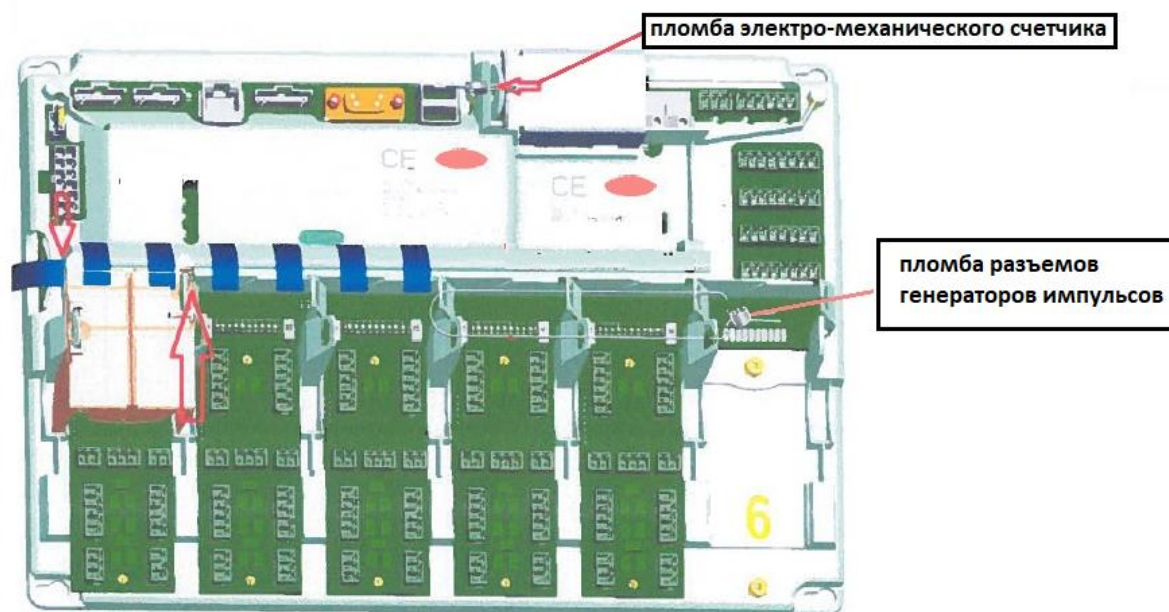 пломба электро-механического счетчика
CE
CE
пломба разъемов
генераторов импульсов
6